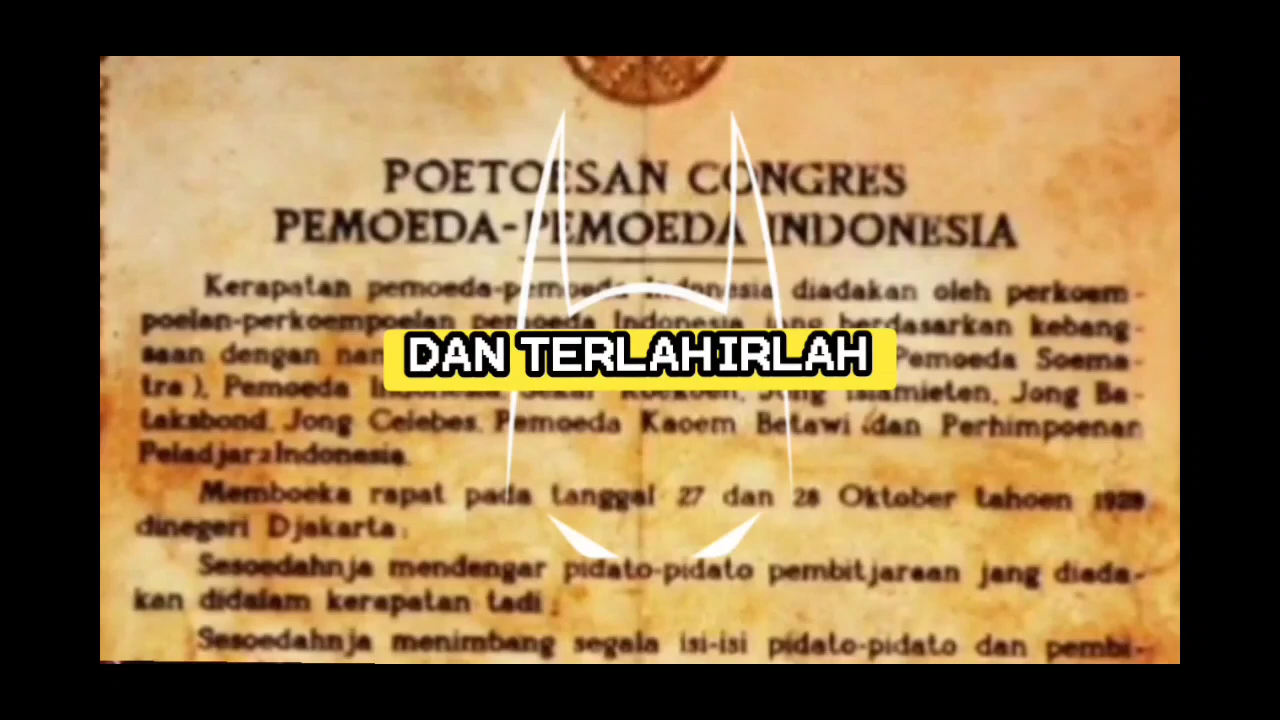 POETOESAN CONGRES
PEMOEDA-PEMOEDA INDONESIA
Kerapatan pemoeda-pemoeda Indonesia diadakan oleh perkoem-
poelan-perkoempoelan pemoeda Indonesia jang berdasarkan kebang-
saan dengan Pemoeda Soema-
DAN TERLAHIRLAH
tra), Pemoeda Indonesia, Sekar Roekoen, Jong Islamieten, Jong Ba-
taksbond, Jong Celebes, Pemoeda Kaoem Betawi dan Perhimpoenan
Peladjar2 Indonesia.
Memboeka rapat pada tanggal 27 dan 28 Oktober tahoen 1928
dinegeri Djakarta;
Sesoedahnja mendengar pidato-pidato pembitjaraan jang diada-
kan didalam kerapatan tadi;
Sesoedahnja menimbang segala isi-isi pidato-pidato dan pembi-